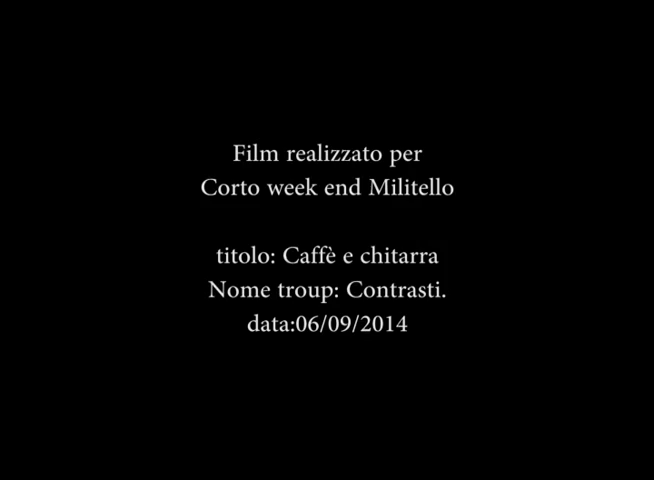 Film realizzato per
Corto week end Militello
titolo: Caffè e chitarra
Nome troup: Contrasti.
data:06/09/2014